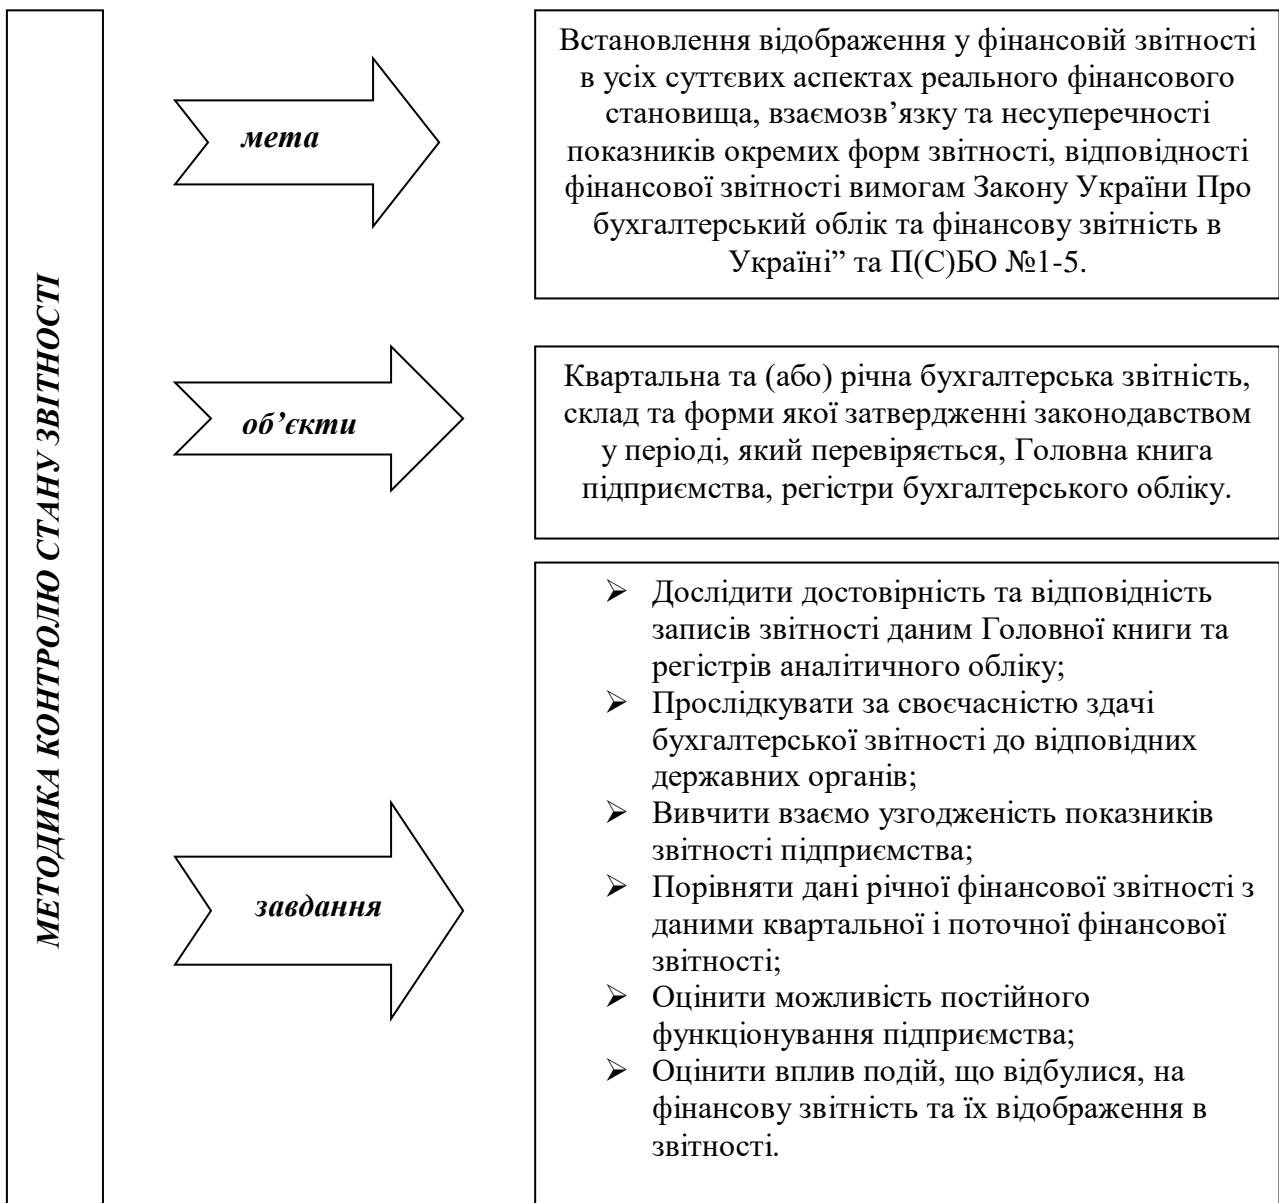 МЕТОДИКА КОНТРОЛЮ СТАНУ ЗВІТНОСТІ
мета
Встановлення відображення у фінансовій звітності
в усіх суттєвих аспектах реального фінансового
становища, взаємозв’язку та несуперечності
показників окремих форм звітності, відповідності
фінансової звітності вимогам Закону України Про
бухгалтерський облік та фінансову звітність в
Україні” та П(С)БО №1-5.
об’єкти
Квартальна та (або) річна бухгалтерська звітність,
склад та форми якої затвердженні законодавством
у періоді, який перевіряється, Головна книга
підприємства, регістри бухгалтерського обліку.
завдання
➢ Дослідити достовірність та відповідність
записів звітності даним Головної книги та
регістрів аналітичного обліку;
➢ Прослідкувати за своєчасністю здачі
бухгалтерської звітності до відповідних
державних органів;
➢ Вивчити взаємо узгодженість показників
звітності підприємства;
➢ Порівняти дані річної фінансової звітності з
даними квартальної і поточної фінансової
звітності;
➢ Оцінити можливість постійного
функціонування підприємства;
➢ Оцінити вплив подій, що відбулися, на
фінансову звітність та їх відображення в
звітності.